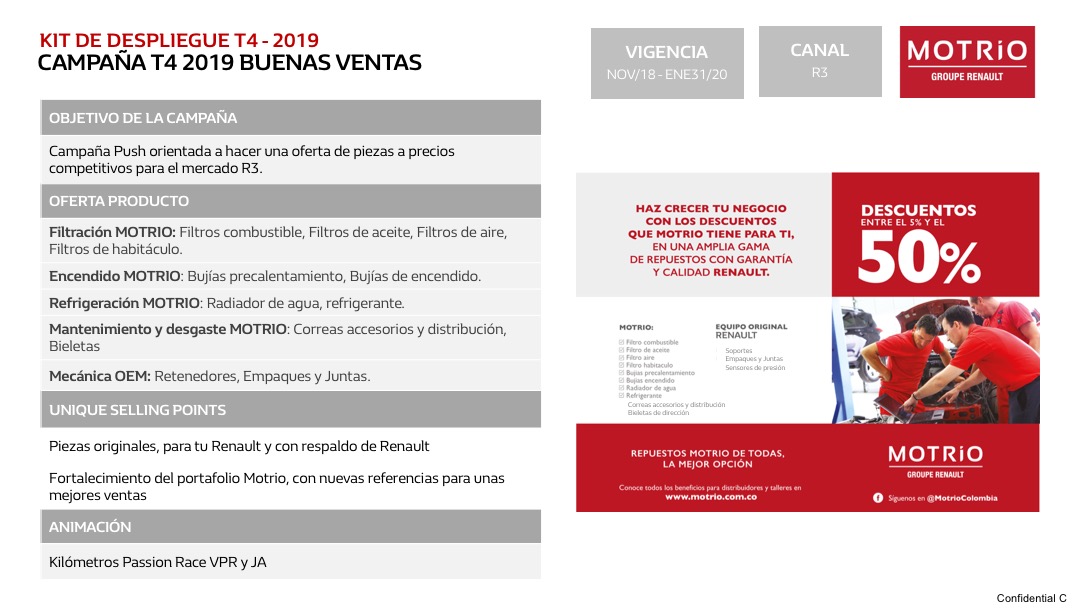 KIT DE DESPLIEGUE T4 - 2019
CAMPAÑA T4 2019 BUENAS VENTAS
VIGENCIA
NOV/18 - ENE31/20
CANAL
R3
MOTRiO
GROUPE RENAULT
OBJETIVO DE LA CAMPAÑA
Campaña Push orientada a hacer una oferta de piezas a precios
competitivos para el mercado R3.
OFERTA PRODUCTO
Filtración MOTRIO: Filtros combustible, Filtros de aceite, Filtros de aire,
Filtros de habitáculo.
Encendido MOTRIO: Bujías precalentamiento, Bujías de encendido.
Refrigeración MOTRIO: Radiador de agua, refrigerante.
Mantenimiento y desgaste MOTRIO: Correas accesorios y distribución,
Bieletas
Mecánica OEM: Retenedores, Empaques y Juntas.
UNIQUE SELLING POINTS
Piezas originales, para tu Renault y con respaldo de Renault
Fortalecimiento del portafolio Motrio, con nuevas referencias para unas
mejores ventas
ANIMACIÓN
Kilómetros Passion Race VPR y JA
HAZ CRECER TU NEGOCIO
CON LOS DESCUENTOS
QUE MOTRIO TIENE PARA TI,
EN UNA AMPLIA GAMA
DE REPUESTOS CON GARANTÍA
Y CALIDAD RENAULT.
DESCUENTOS
ENTRE EL 5% Y EL
50%
MOTRIO:
Filtro combustible
Filtro de aceite
Filtro aire
Filtro habitaculo
Bujias precalentamiento
Bujias encendido
Radiador de agua
Refrigerante
Correas accesorios y distribución
Bieletas de dirección
EQUIPO ORIGINAL
RENAULT
Soportes
Empaques y Juntas
Sensores de presión
REPUESTOS MOTRIO DE TODAS,
LA MEJOR OPCIÓN
Conoce todos los beneficios para distribuidores y talleres en
www.motrio.com.co
MOTRiO
GROUPE RENAULT
Síguenos en @MotrioColombia
Confidential C